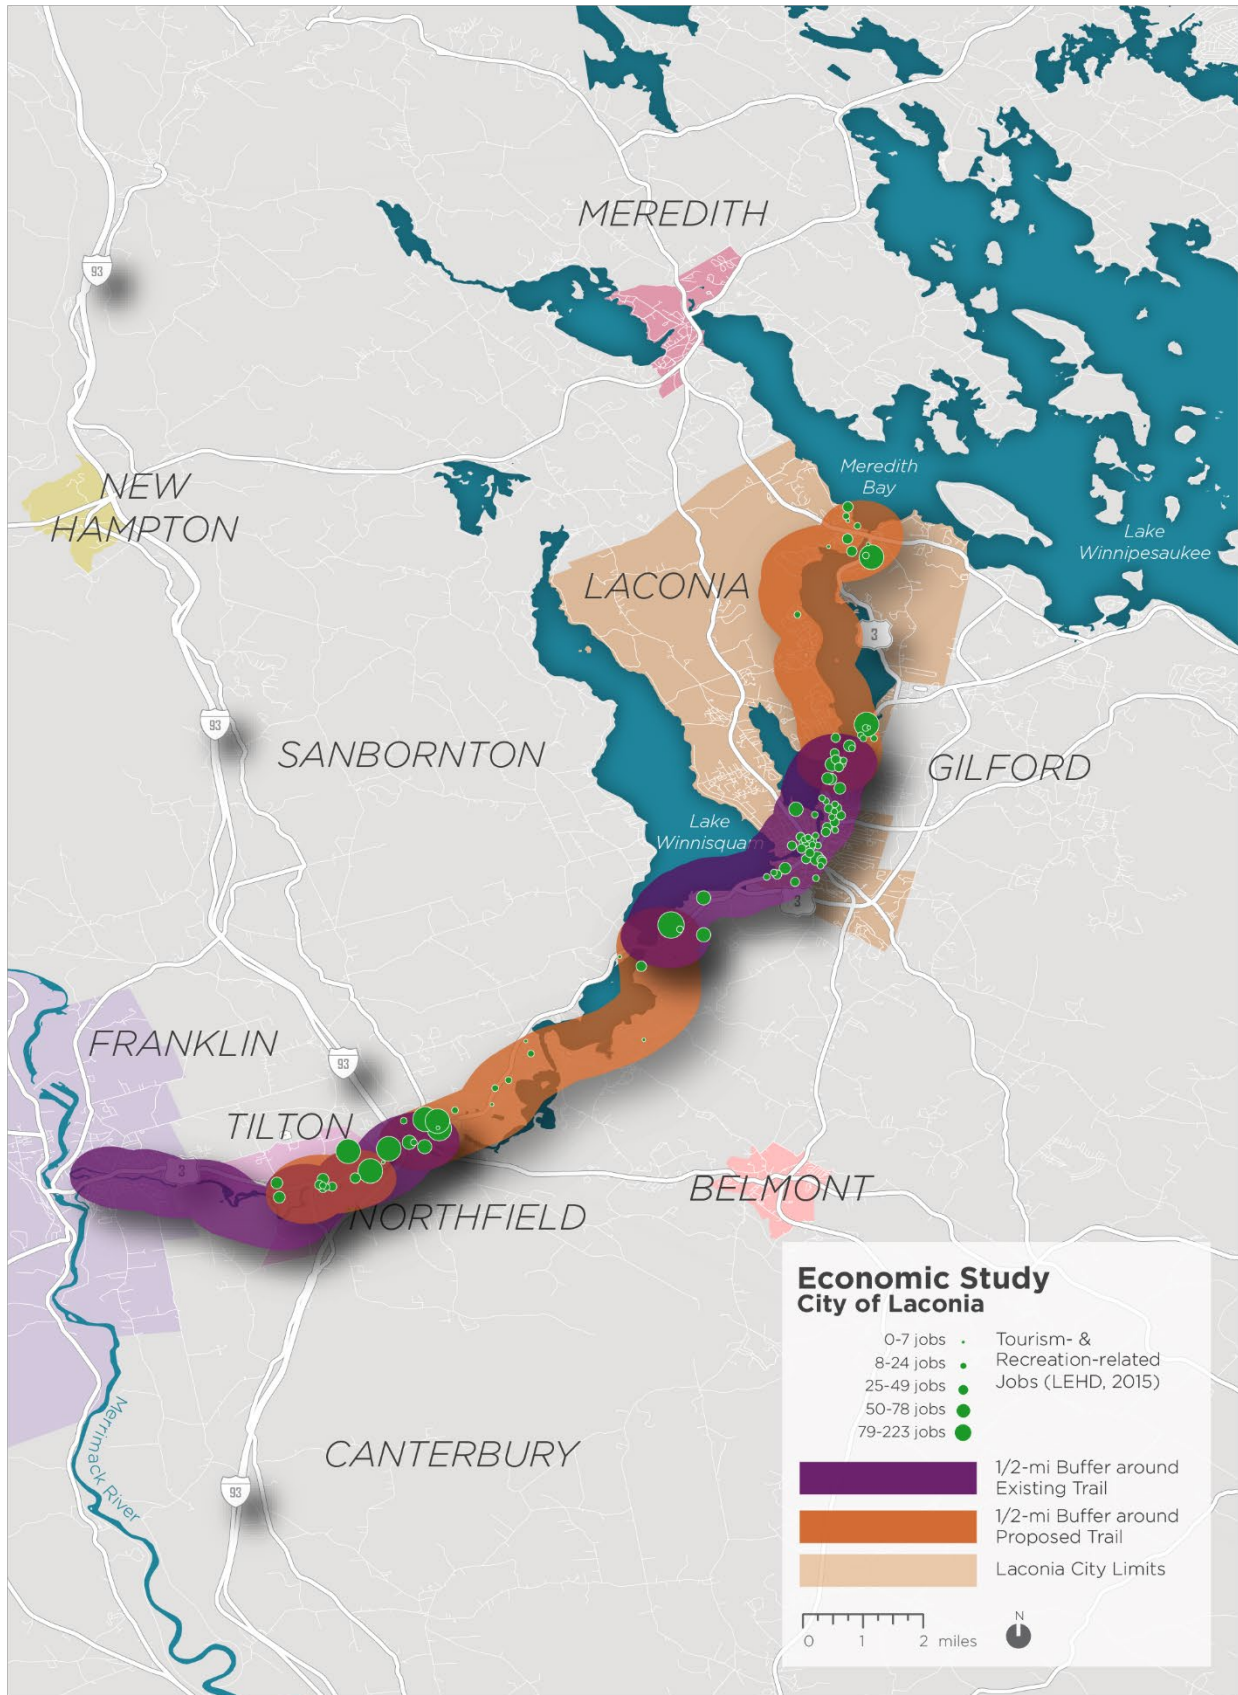 MEREDITH
93
NEW
HAMPTON
Meredith
Bay
Lake
Winnipesaukee
LACONIA
3
93
SANBORNTON
GILFORD
Lake
Winnisquam
3
FRANKLIN
93
TILTON
3
NORTHFIELD
BELMONT
Merrimack River
CANTERBURY
93
Economic Study
City of Laconia
0-7 jobs
8-24 jobs
25-49 jobs
50-78 jobs
79-223 jobs
Tourism- &
Recreation-related
Jobs (LEHD, 2015)
1/2-mi Buffer around
Existing Trail
1/2-mi Buffer around
Proposed Trail
Laconia City Limits
0 1 2 miles
N